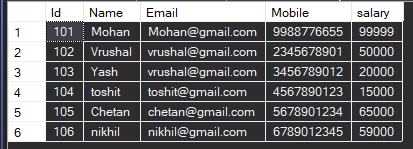 Id Name Email Mobile salary
1 101 Mohan Mohan@gmail.com 9988776655 99999
2 102 Vrushal vrushal@gmail.com 2345678901 50000
3 103 Yash vrushal@gmail.com 3456789012 20000
4 104 toshit toshit@gmail.com 4567890123 15000
5 105 Chetan chetan@gmail.com 5678901234 65000
6 106 nikhil nikhil@gmail.com 6789012345 59000